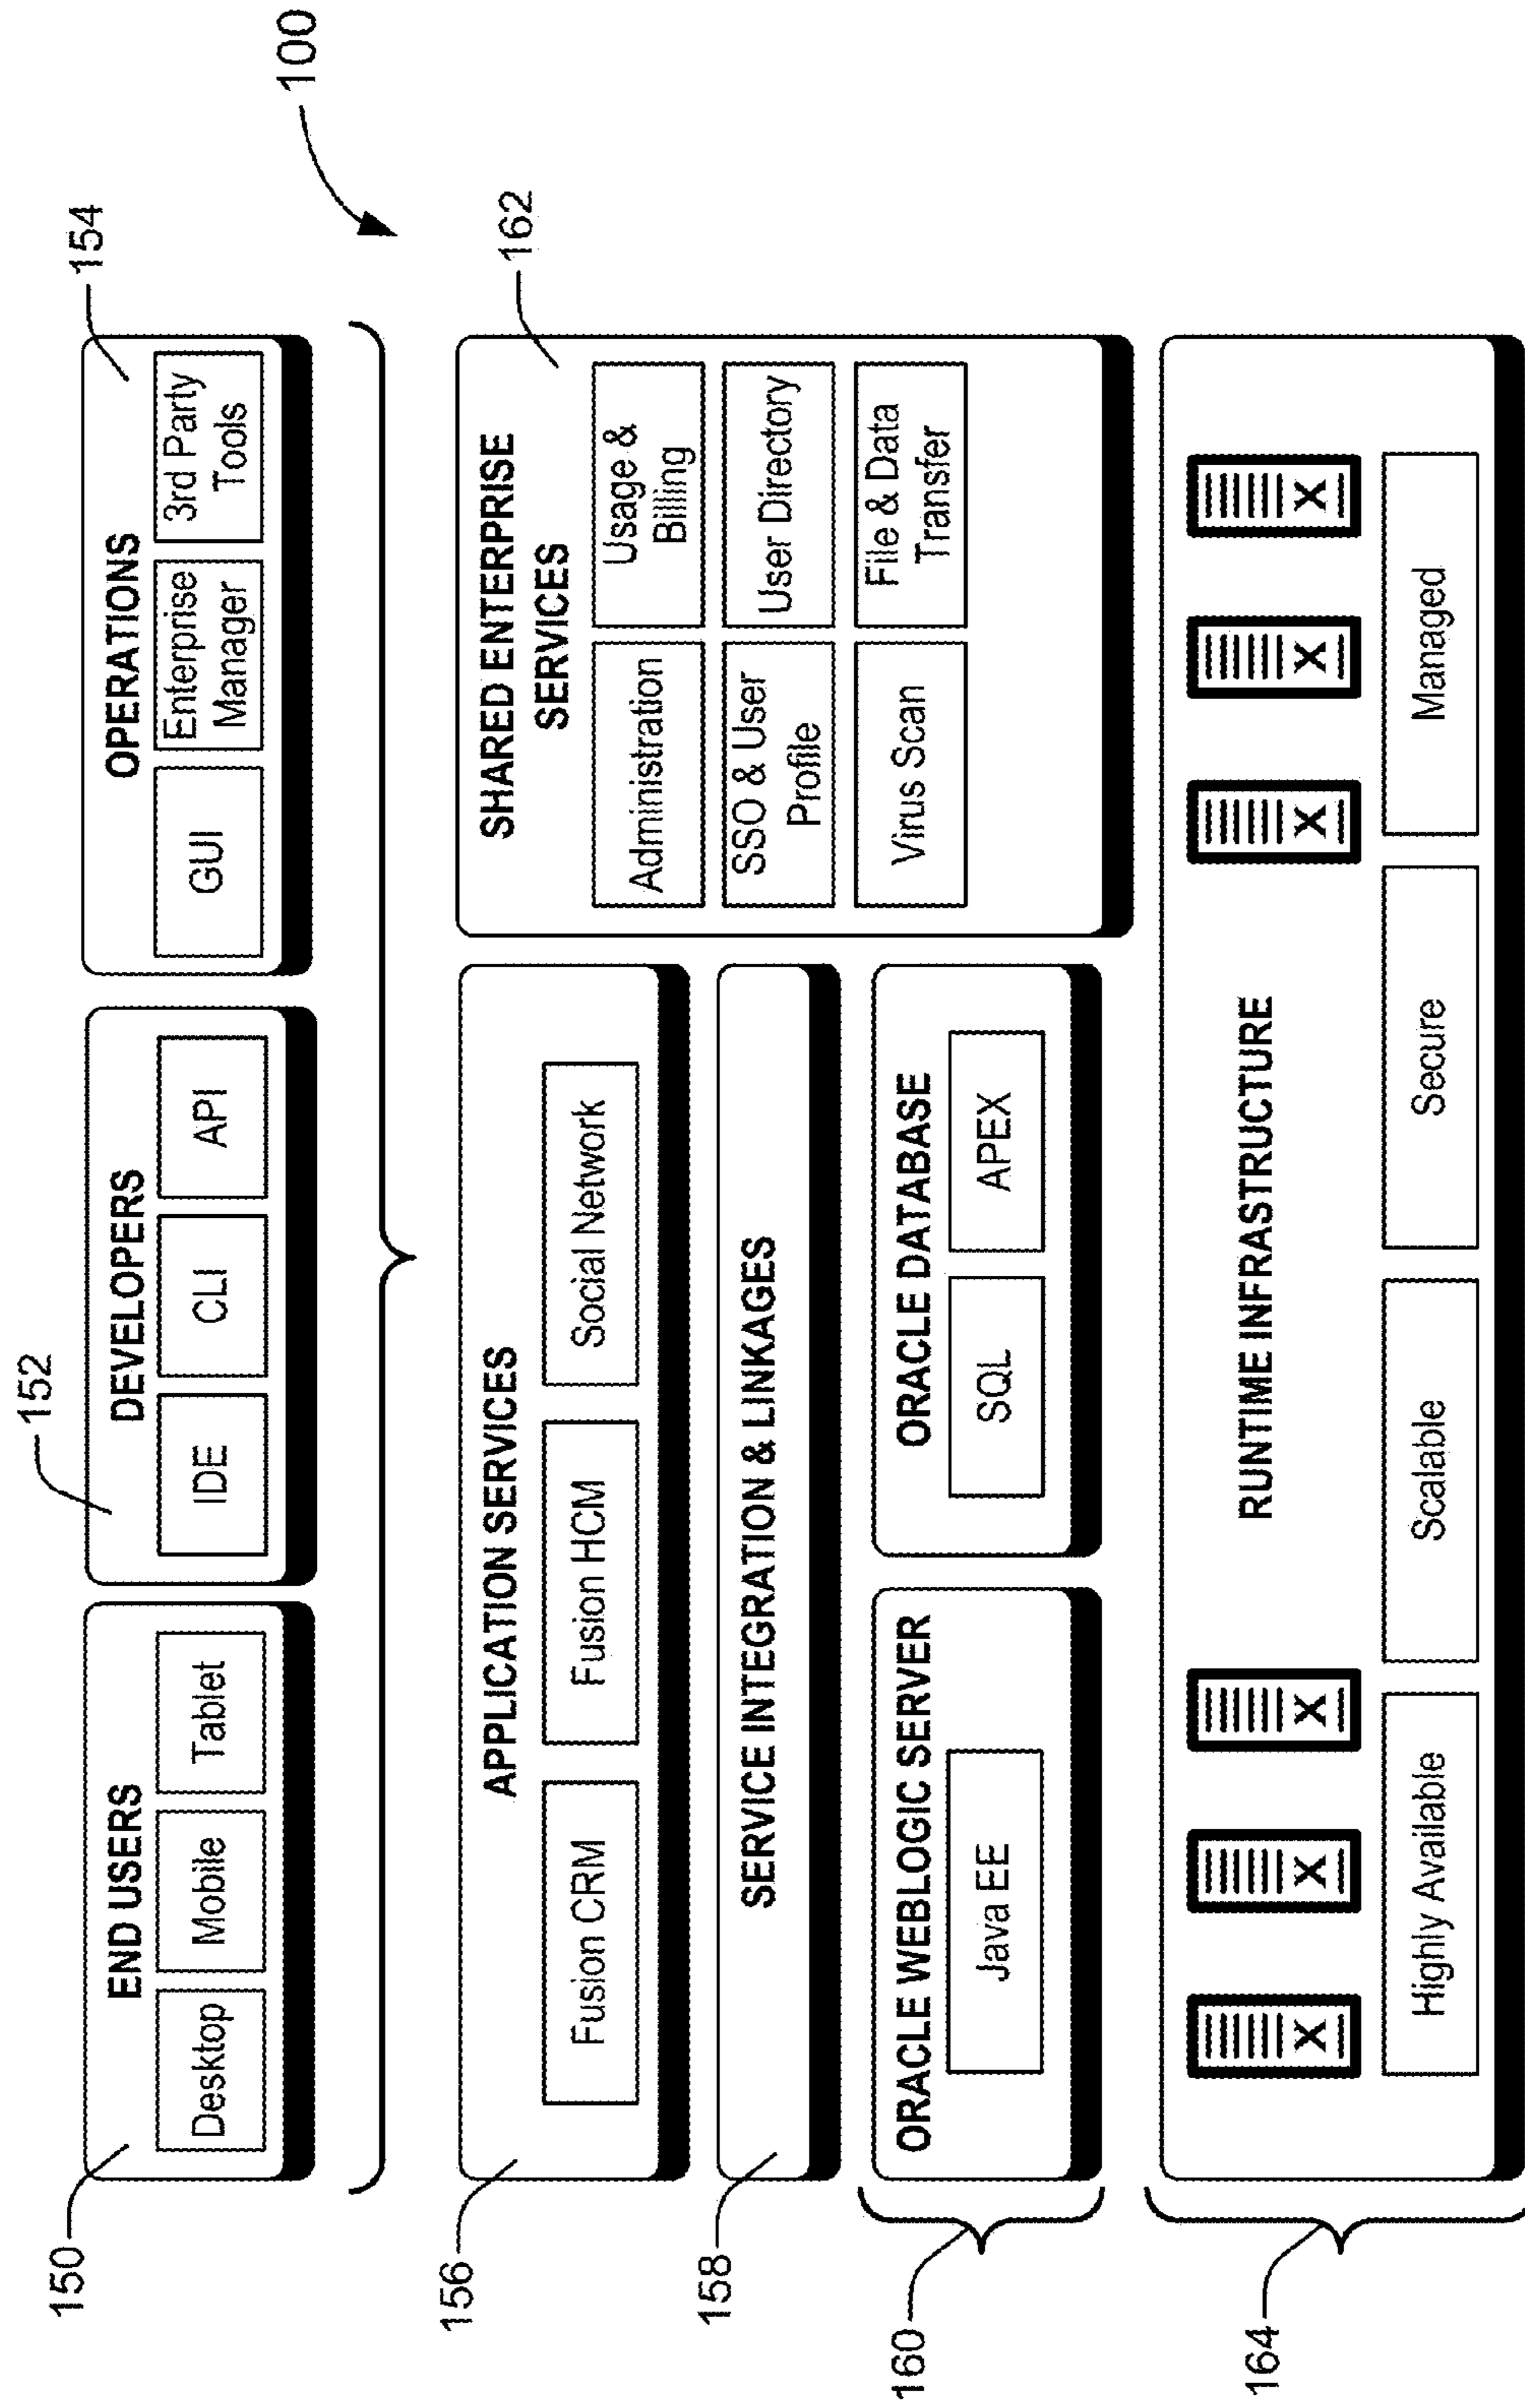 100
150
END USERS
Desktop
Mobile
Tablet
152
DEVELOPERS
IDE
CLI
API
154
OPERATIONS
GUI
Enterprise
Manager
3rd Party
Tools
156
APPLICATION SERVICES
Fusion CRM
Fusion HCM
Social Network
158
SERVICE INTEGRATION & LINKAGES
160
ORACLE WEBLOGIC SERVER
Java EE
ORACLE DATABASE
SQL
APEX
162
SHARED ENTERPRISE
SERVICES
Administration
Usage &
Billing
SSO & User
Profile
User Directory
Virus Scan
File & Data
Transfer
164
RUNTIME INFRASTRUCTURE
X
X
X
X
X
X
Highly Available
Scalable
Secure
Managed